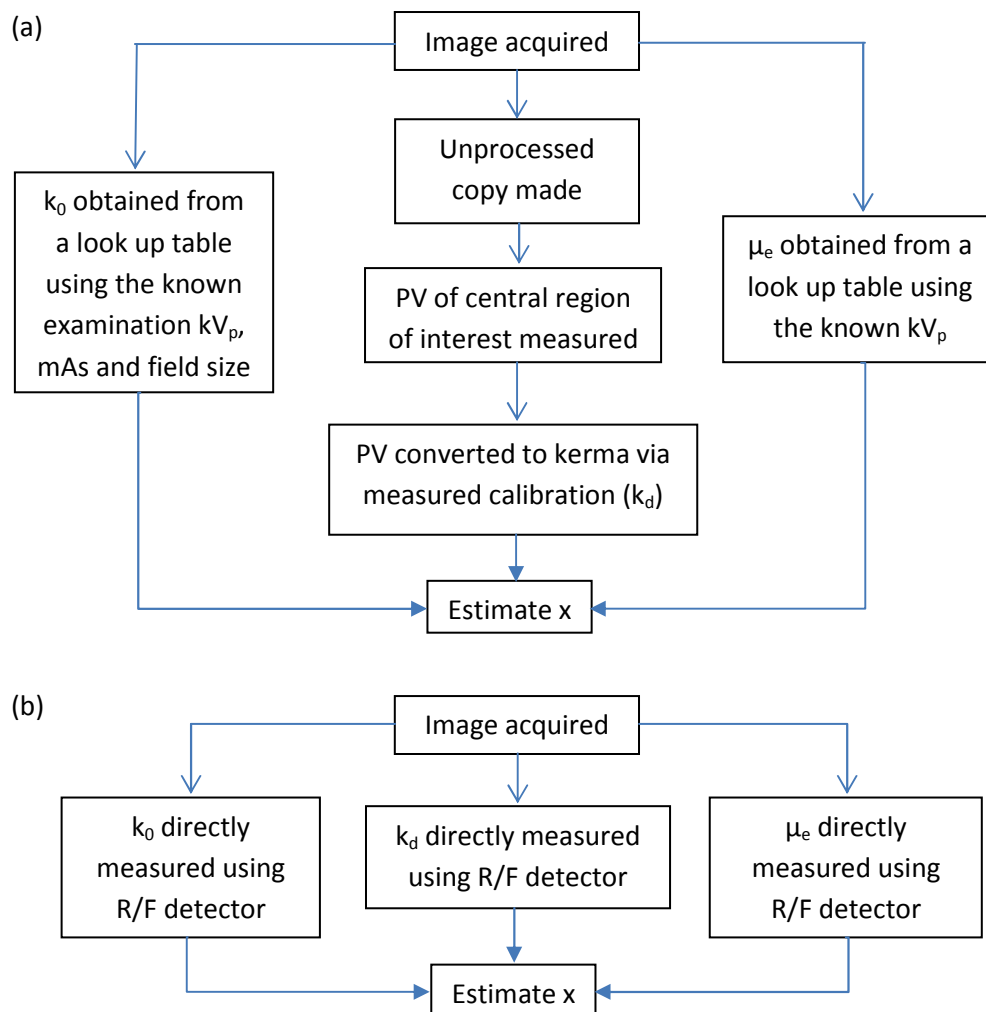 (a)
Image acquired
k₀ obtained from
a look up table
using the known
examination kVₚ,
mAs and field size
Unprocessed
copy made
PV of central region
of interest measured
PV converted to kerma via
measured calibration (k_d)
μₑ obtained from a
look up table using
the known kVₚ
Estimate x
(b)
Image acquired
k₀ directly
measured using
R/F detector
k_d directly measured
using R/F detector
μₑ directly
measured using
R/F detector
Estimate x